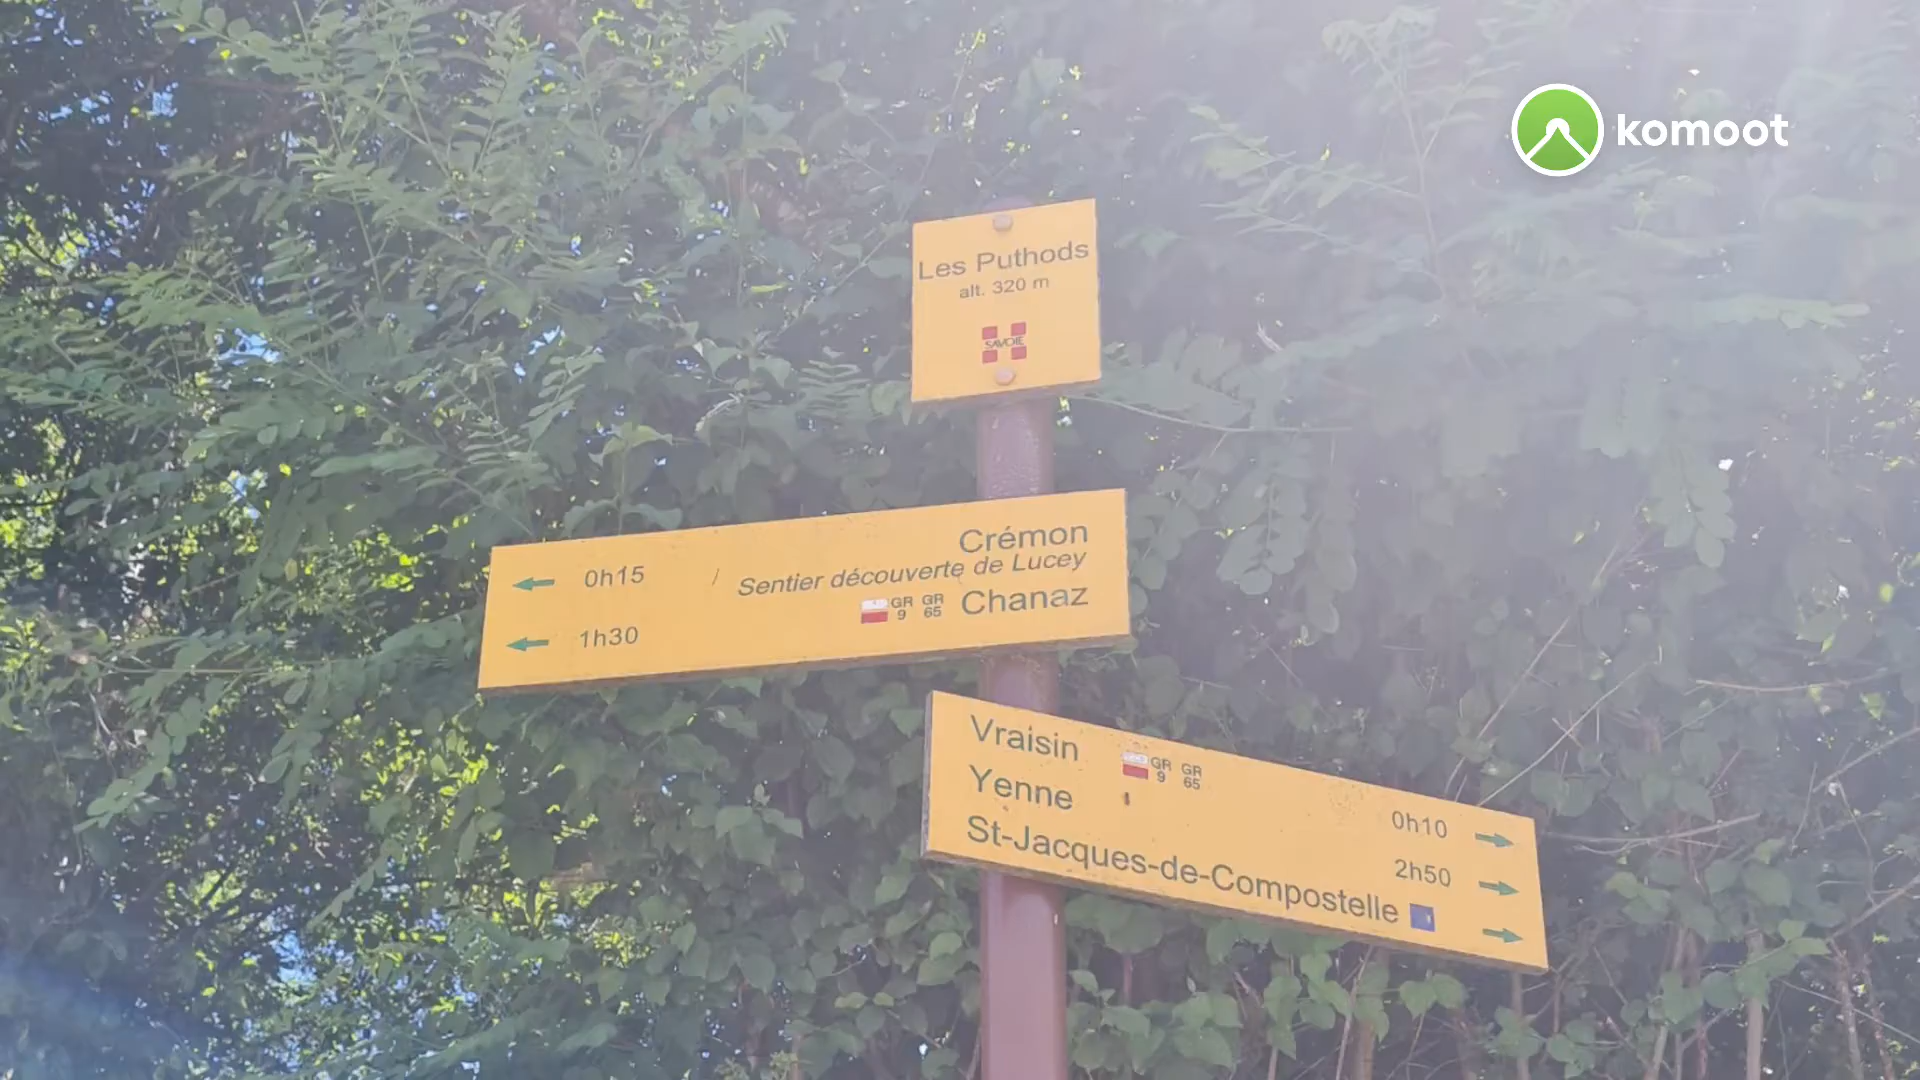 komoot
Les Puthods
alt. 320 m
SAVOIE
0h15 Crémon
Sentier découverte de Lucey
1h30 GR 9 GR 65 Chanaz
Vraisin GR 9 GR 65 0h10
Yenne 2h50
St-Jacques-de-Compostelle